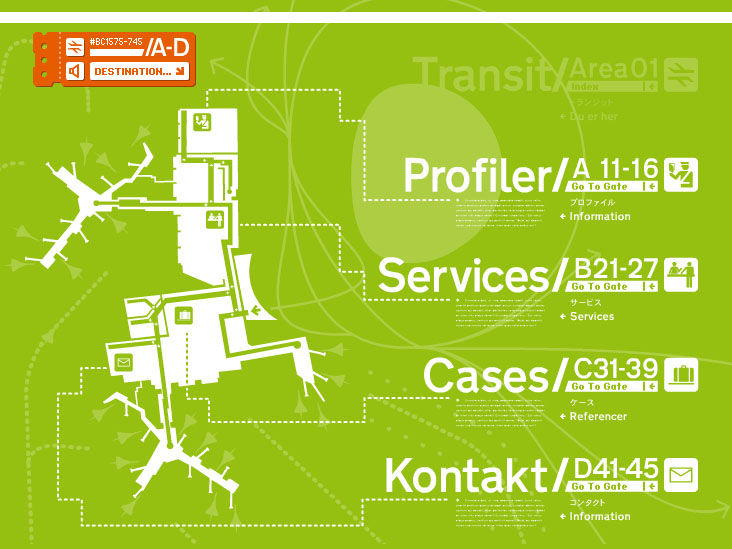 #BC1575-745 /A-D
DESTINATION...
Transit/Area01
Index
トランジット
Du er her
Profiler/A 11-16
Go To Gate
プロファイル
Information
Services/B21-27
Go To Gate
サービス
Services
Cases/C31-39
Go To Gate
ケース
Referencer
Kontakt/D41-45
Go To Gate
コンタクト
Information